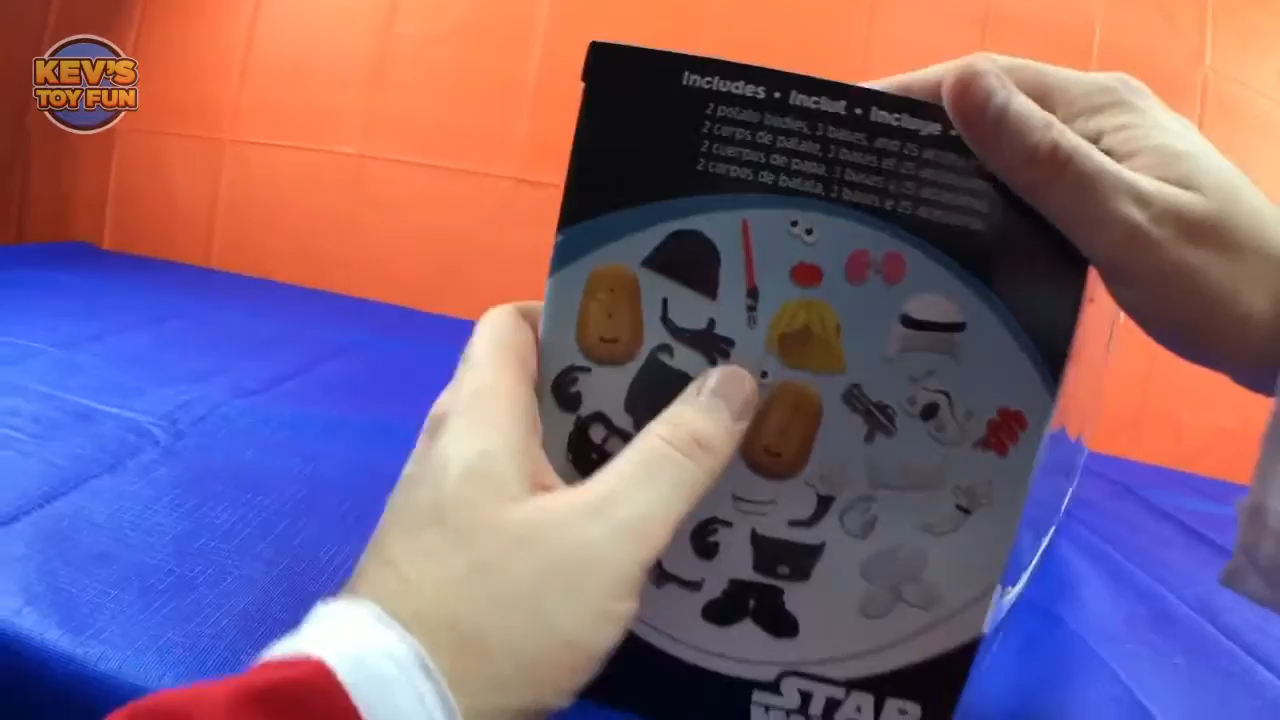 KEV'S
TOY FUN
Includes • Inclut • Incluye •
2 potato bodies, 3 bases, and 25
2 corps de patate, 3 bases et 25
2 cuerpos de papa, 3 bases y 25
2 corpos de batata, 3 bases e 25
STAR